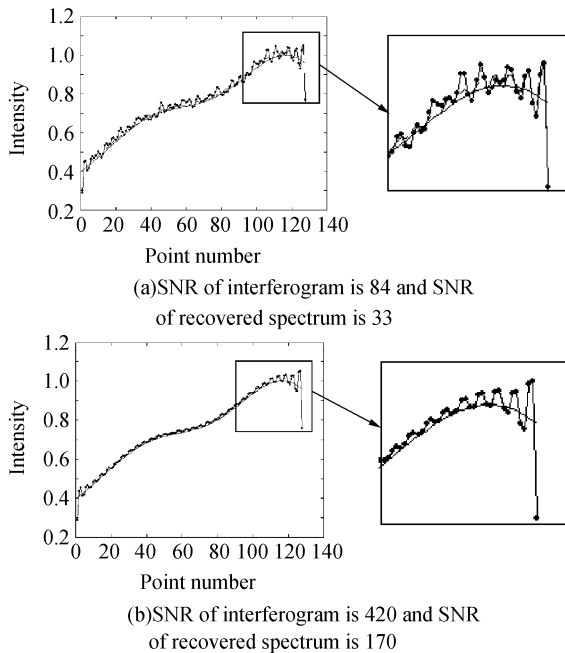 1.2
1.0
0.8
0.6
0.4
0.2
Intensity
0 20 40 60 80 100 120 140
Point number
(a)SNR of interferogram is 84 and SNR
of recovered spectrum is 33
1.2
1.0
0.8
0.6
0.4
0.2
Intensity
0 20 40 60 80 100 120 140
Point number
(b)SNR of interferogram is 420 and SNR
of recovered spectrum is 170